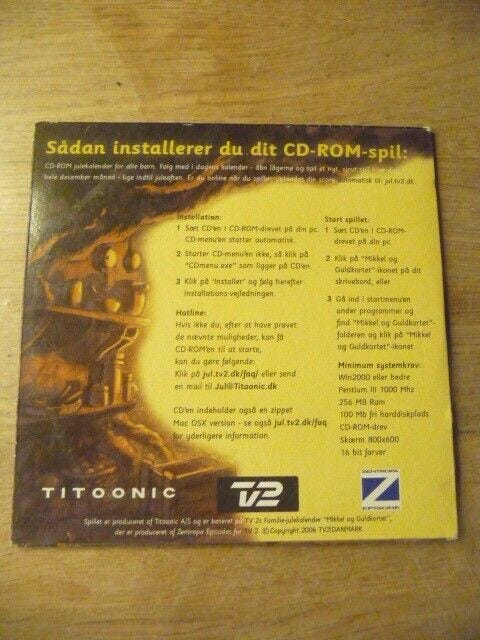 Sådan installerer du dit CD-ROM-spil:
CD-ROM julekalender for alle børn. Følg med i dagens kalender - åbn lågerne og spil et nyt, sjovt spil hver
hele december måned - lige indtil juleaften. Er du online når du spiller, uploades din score automatisk til jul.tv2.dk.
Installation:
1 Sæt CD'en i CD-ROM-drevet på din pc.
CD-menu'en starter automatisk.
2 Starter CD-menu'en ikke, så klik på
"CDmenu.exe" som ligger på CD'en.
3 Klik på 'Installer' og følg herefter
installations-vejledningen.
Hotline:
Hvis ikke du, efter at have prøvet
de nævnte muligheder, kan få
CD-ROM'en til at starte,
kan du gøre følgende:
Klik på jul.tv2.dk/faq/ eller send
en mail til Jul@Titoonic.dk
CD'en indeholder også en zippet
Mac OSX version - se også jul.tv2.dk/faq
for yderligere information.
Start spillet:
1 Sæt CD'en i CD-ROM-
drevet på din pc.
2 Klik på "Mikkel og
Guldkortet"-ikonet på dit
skrivebord, eller
3 Gå ind i startmenu'en
under programmer og
find "Mikkel og Guldkortet"-
folderen og klik på "Mikkel
og Guldkortet"-ikonet
Minimum systemkrav:
Win2000 eller bedre
Pentium III 1000 Mhz
256 MB Ram
100 Mb fri harddiskplads
CD-ROM-drev
Skærm 800x600
16 bit farver
TITOONIC
TV2
ZENTROPA
Z
EPISODE
Spillet er produceret af Titoonic A/S og er baseret på TV 2s Familie-julekalender "Mikkel og Guldkortet",
der er produceret af Zentropa Episodes for TV 2. ©Copyright 2006 TV2|DANMARK